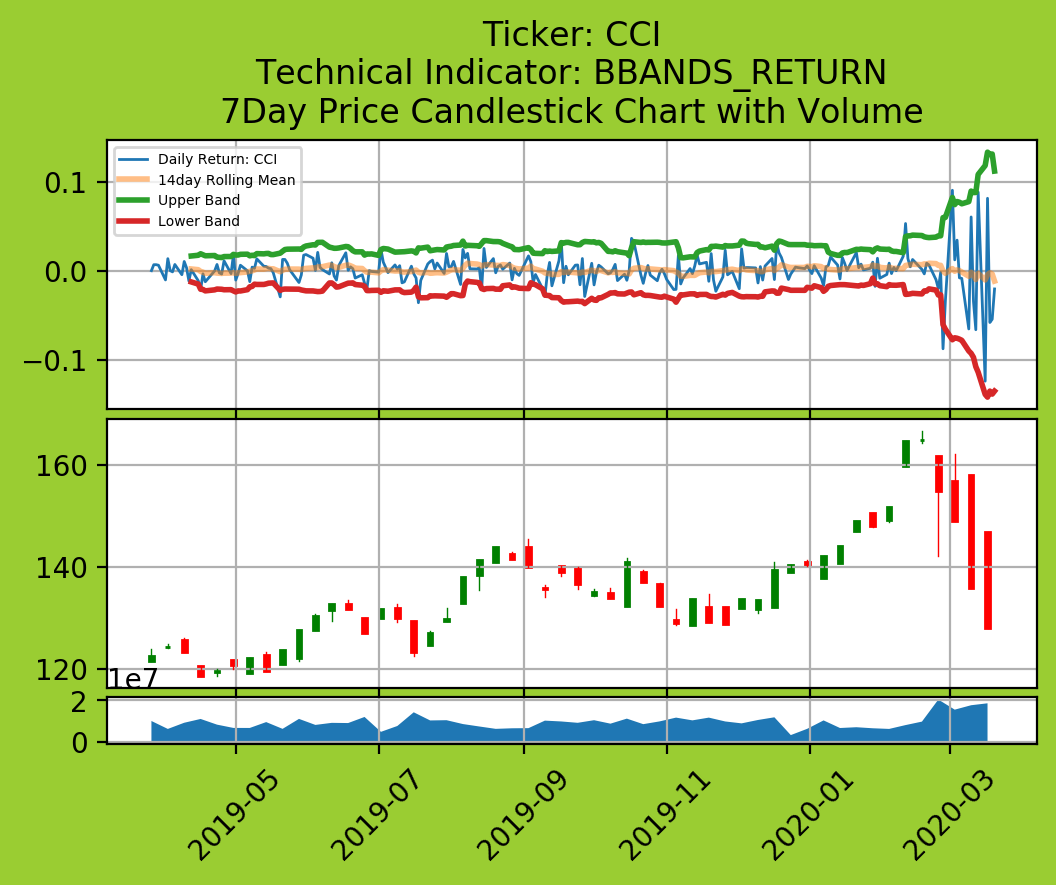 Ticker: CCI
Technical Indicator: BBANDS_RETURN
7Day Price Candlestick Chart with Volume
Daily Return: CCI
14day Rolling Mean
Upper Band
Lower Band
0.1
0.0
−0.1
160
140
120
1e7
2
0
2019-05
2019-07
2019-09
2019-11
2020-01
2020-03